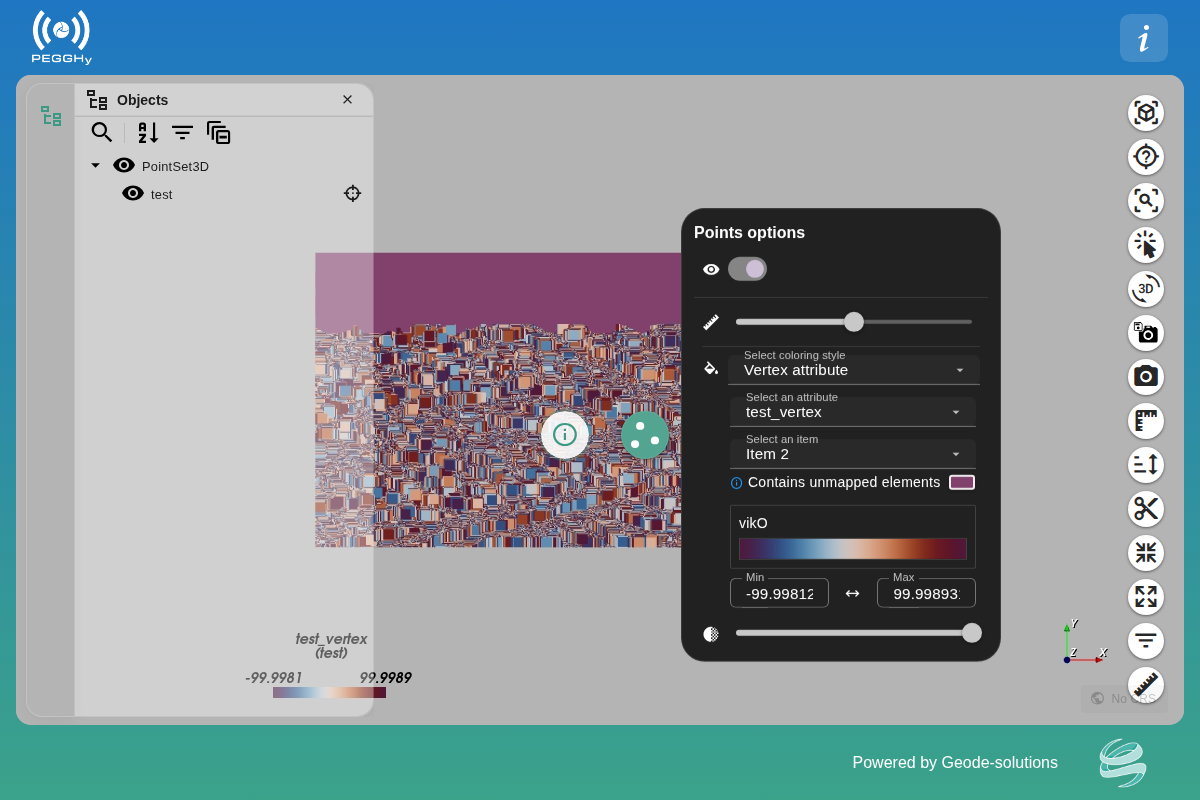 PEGGHy
i
Objects
A
Z
PointSet3D
test
Points options
Select coloring style
Vertex attribute
Select an attribute
test_vertex
Select an item
Item 2
Contains unmapped elements
vikO
Min
Max
-99.99812
99.99893
test_vertex
(test)
-99.9981
99.9989
3D
Y
Z
X
No CRS
Powered by Geode-solutions